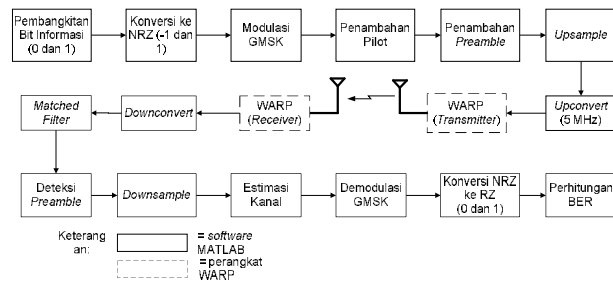 Pembangkitan
Bit Informasi
(0 dan 1)
Konversi ke
NRZ (-1 dan
1)
Modulasi
GMSK
Penambahan
Pilot
Penambahan
Preamble
Upsample
Matched
Filter
Downconvert
WARP
(Receiver)
WARP
(Transmitter)
Upconvert
(5 MHz)
Deteksi
Preamble
Downsample
Estimasi
Kanal
Demodulasi
GMSK
Konversi NRZ
ke RZ
(0 dan 1)
Perhitungan
BER
Keterang
an:
= software
MATLAB
= perangkat
WARP